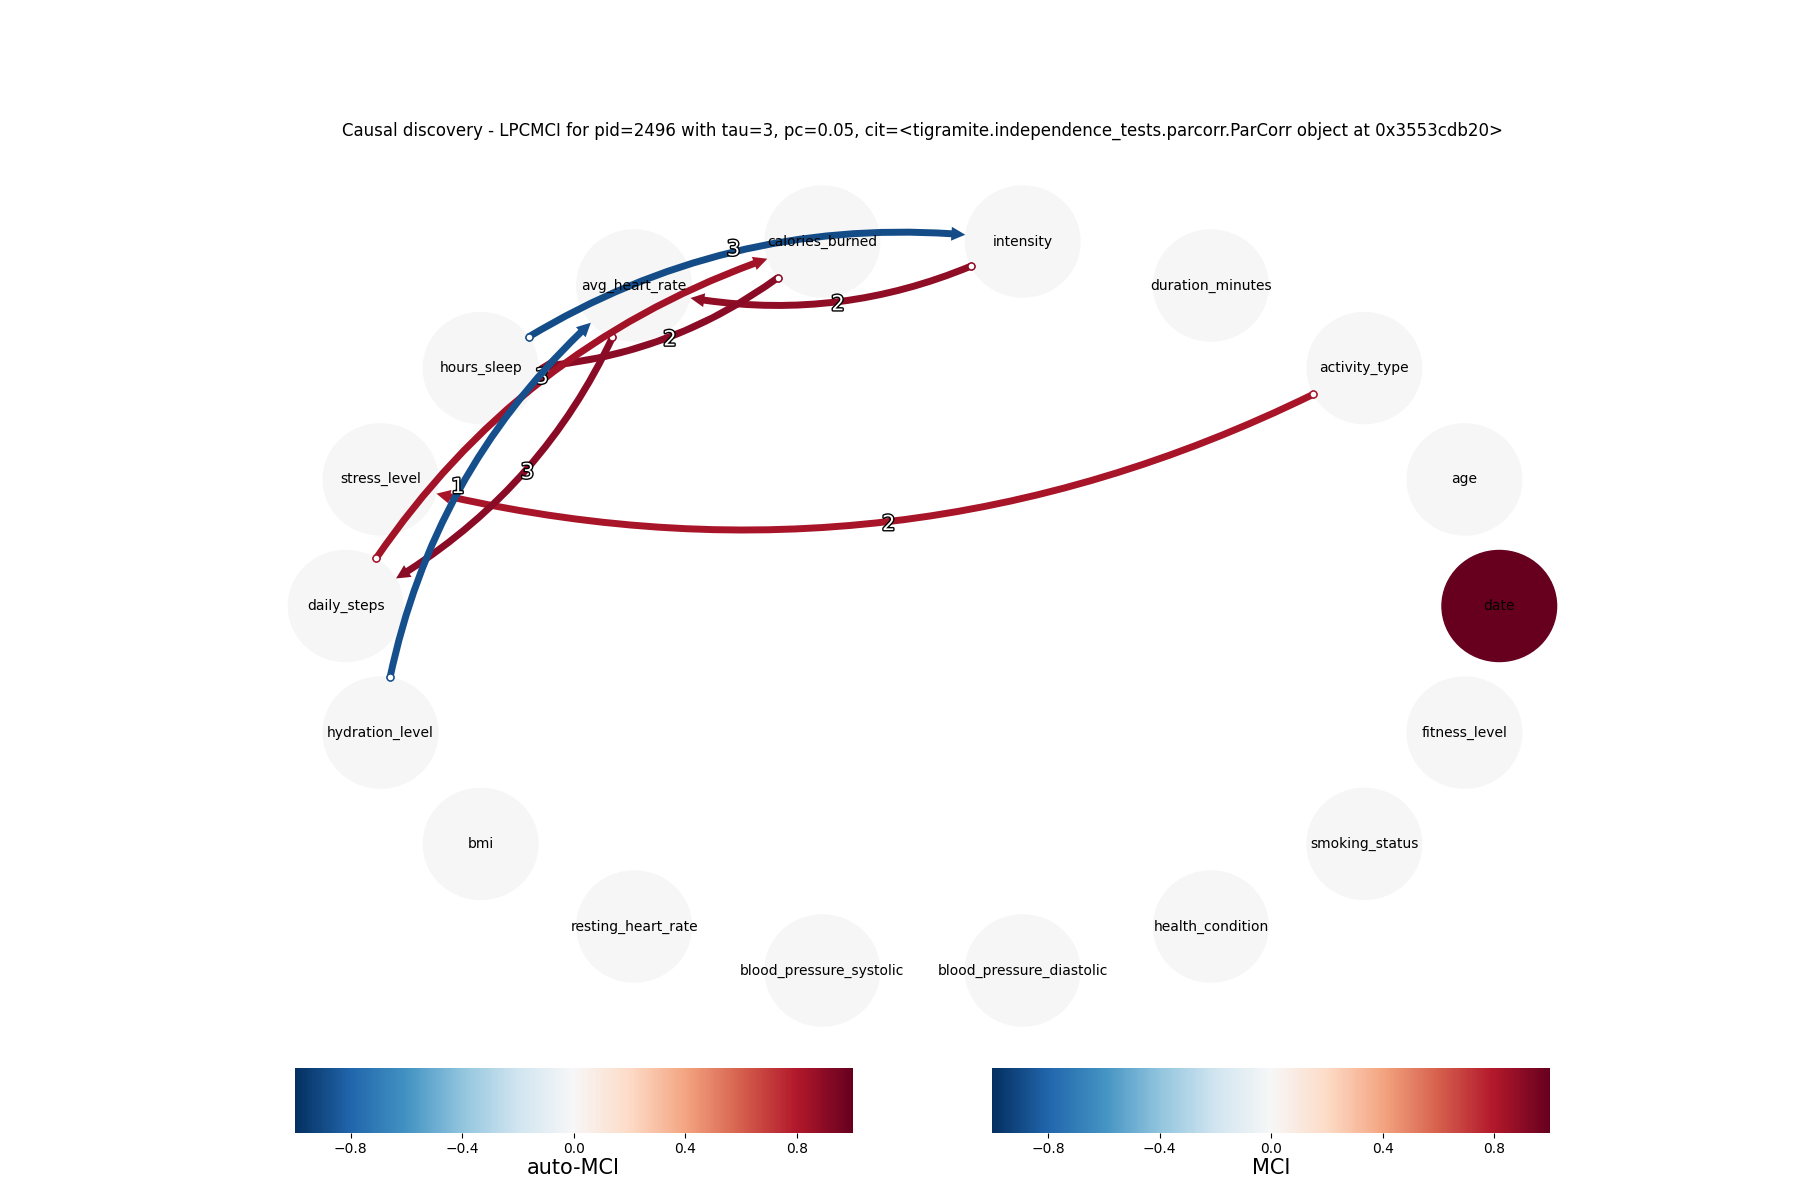 Causal discovery - LPCMCI for pid=2496 with tau=3, pc=0.05, cit=<tigramite.independence_tests.parcorr.ParCorr object at 0x3553cdb20>
calories_burned
intensity
3
avg_heart_rate
duration_minutes
2
2
hours_sleep
3
activity_type
stress_level
3
1
age
2
daily_steps
date
hydration_level
fitness_level
bmi
smoking_status
resting_heart_rate
health_condition
blood_pressure_systolic
blood_pressure_diastolic
−0.8 −0.4 0.0 0.4 0.8
auto-MCI
−0.8 −0.4 0.0 0.4 0.8
MCI